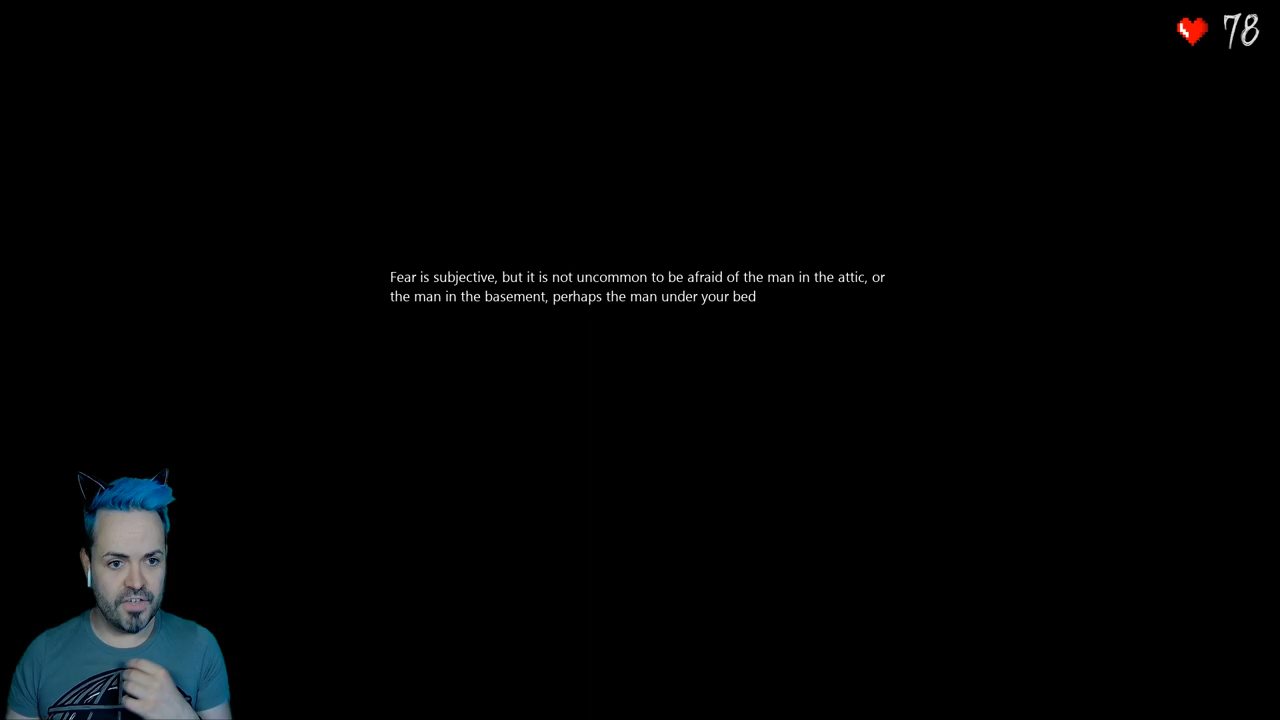 78
Fear is subjective, but it is not uncommon to be afraid of the man in the attic, or
the man in the basement, perhaps the man under your bed